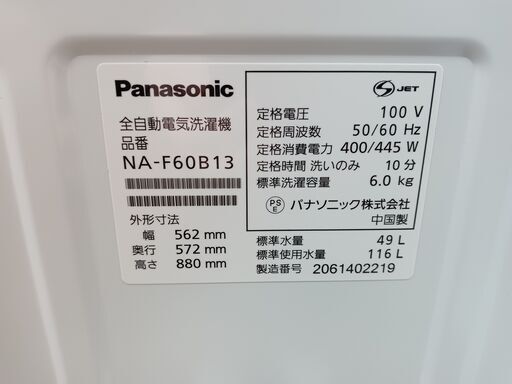 Panasonic
全自動電気洗濯機
品番
NA-F60B13
外形寸法
幅 562 mm
奥行 572 mm
高さ 880 mm
S JET
定格電圧 100 V
定格周波数 50/60 Hz
定格消費電力 400/445 W
定格時間 洗いのみ 10 分
標準洗濯容量 6.0 kg
PS E パナソニック株式会社
中国製
標準水量 49 L
標準使用水量 116 L
製造番号 2061402219